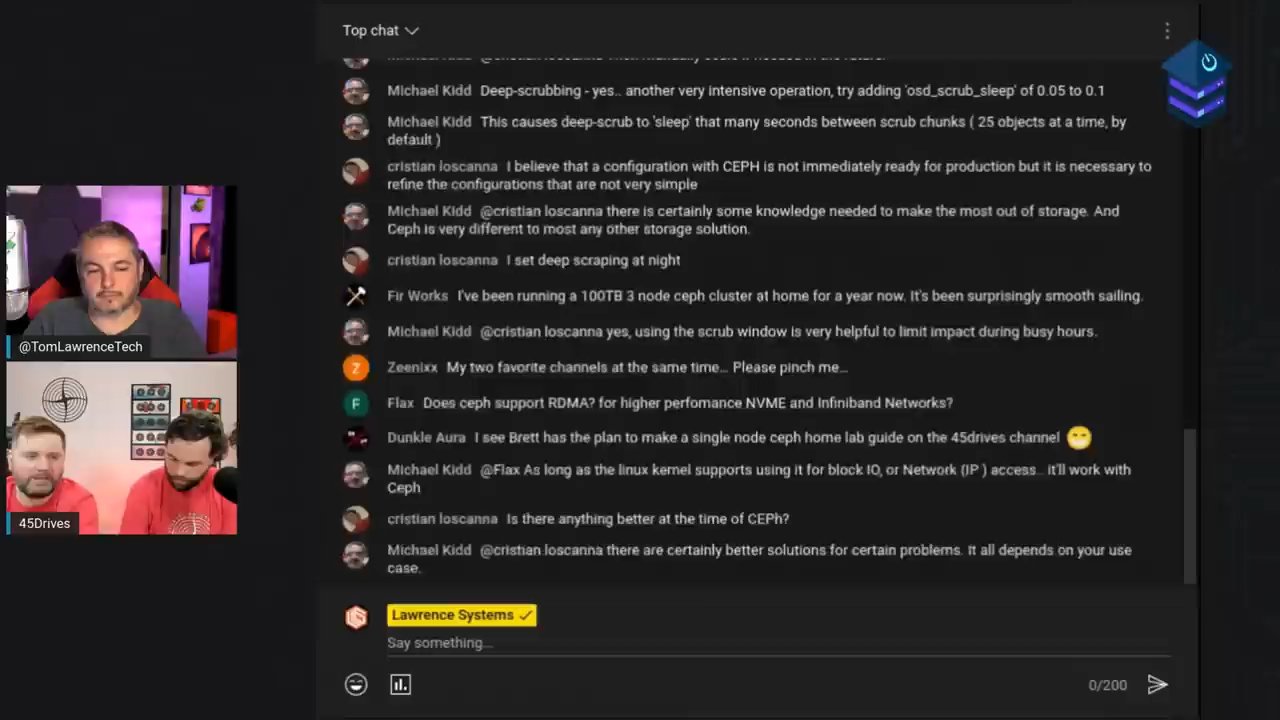 Top chat
Michael Kidd Deep-scrubbing - yes.. another very intensive operation, try adding 'osd_scrub_sleep' of 0.05 to 0.1
Michael Kidd This causes deep-scrub to 'sleep' that many seconds between scrub chunks ( 25 objects at a time, by
default )
cristian loscanna I believe that a configuration with CEPH is not immediately ready for production but it is necessary to
refine the configurations that are not very simple
Michael Kidd @cristian loscanna there is certainly some knowledge needed to make the most out of storage. And
Ceph is very different to most any other storage solution.
cristian loscanna I set deep scraping at night
Fir Works I've been running a 100TB 3 node ceph cluster at home for a year now. It's been surprisingly smooth sailing.
Michael Kidd @cristian loscanna yes, using the scrub window is very helpful to limit impact during busy hours.
@TomLawrenceTech
Z Zeenixx My two favorite channels at the same time... Please pinch me...
F Flax Does ceph support RDMA? for higher perfomance NVME and Infiniband Networks?
Dunkle Aura I see Brett has the plan to make a single node ceph home lab guide on the 45drives channel 😁
Michael Kidd @Flax As long as the linux kernel supports using it for block IO, or Network (IP ) access.. it'll work with
Ceph
cristian loscanna Is there anything better at the time of CEPh?
45Drives
Michael Kidd @cristian loscanna there are certainly better solutions for certain problems. It all depends on your use
case.
Lawrence Systems
Say something...
0/200